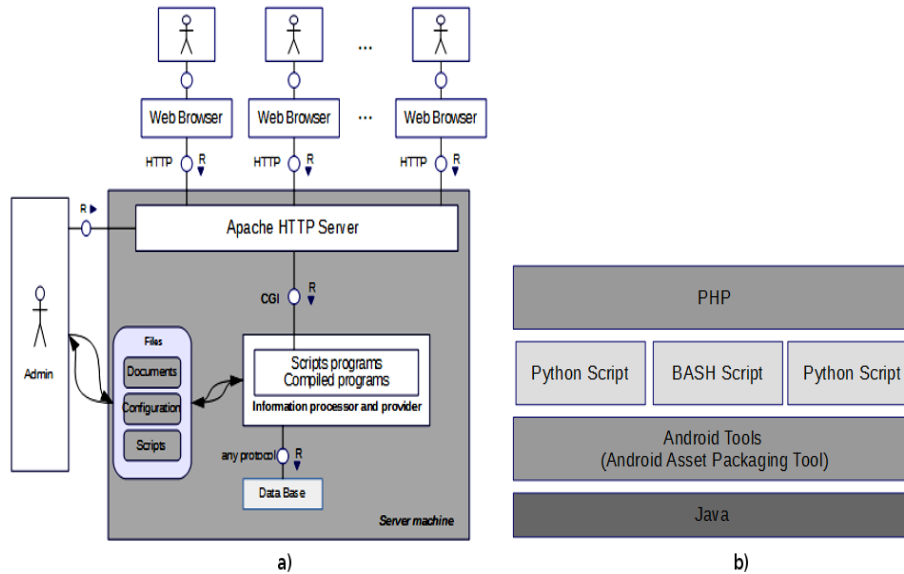 ...
Web Browser
Web Browser
...
Web Browser
HTTP
R
HTTP
R
HTTP
R
R
Apache HTTP Server
CGI
R
Admin
Files
Documents
Configuration
Scripts
Scripts programs
Compiled programs
Information processor and provider
any protocol
R
Data Base
Server machine
a)
PHP
Python Script
BASH Script
Python Script
Android Tools
(Android Asset Packaging Tool)
Java
b)